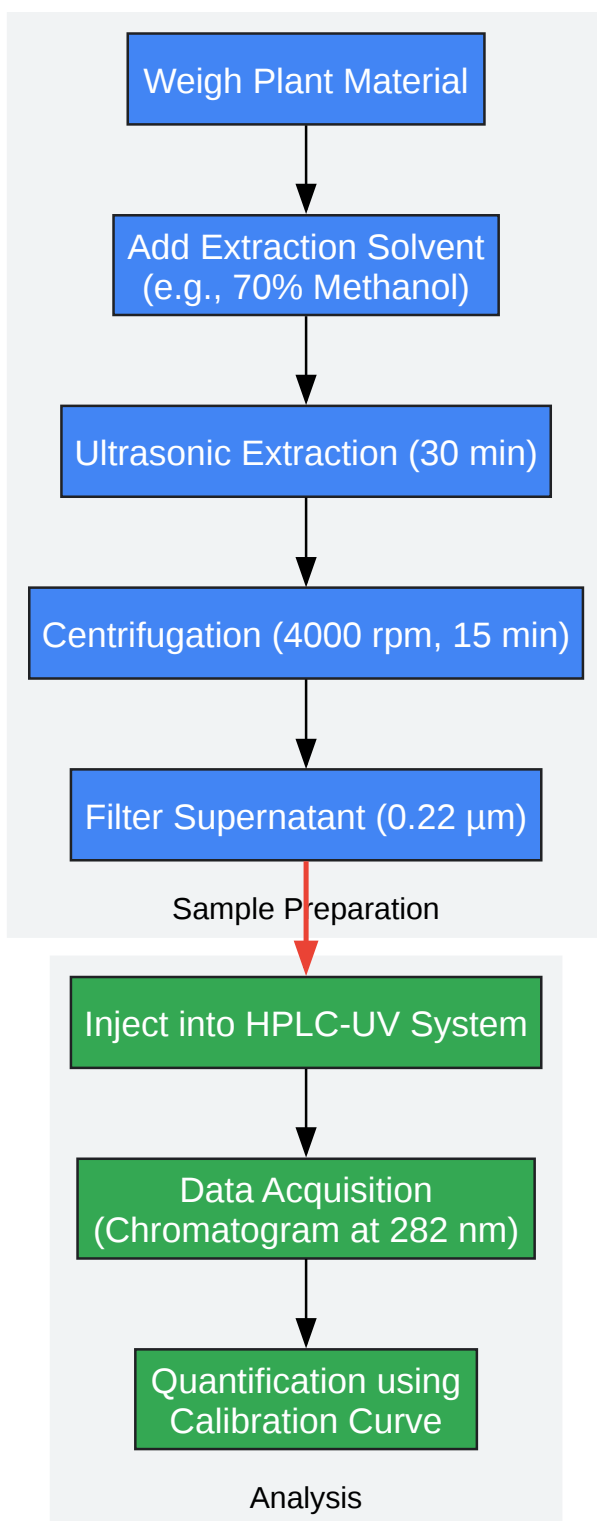 Weigh Plant Material
Add Extraction Solvent
(e.g., 70% Methanol)
Ultrasonic Extraction (30 min)
Centrifugation (4000 rpm, 15 min)
Filter Supernatant (0.22 µm)
Sample Preparation
Inject into HPLC-UV System
Data Acquisition
(Chromatogram at 282 nm)
Quantification using
Calibration Curve
Analysis